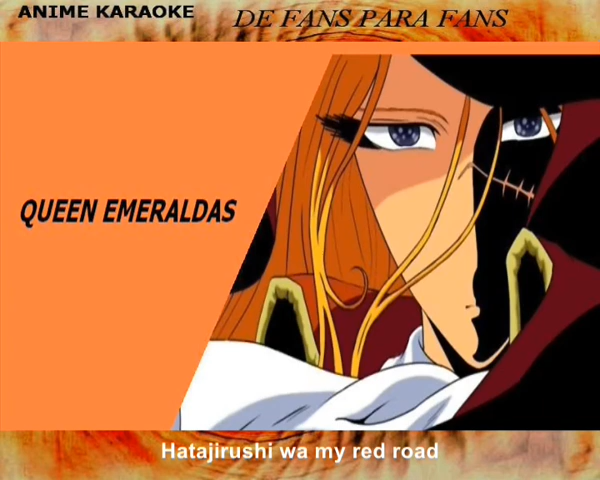 ANIME KARAOKE
DE FANS PARA FANS
QUEEN EMERALDAS
Hatajirushi wa my red road